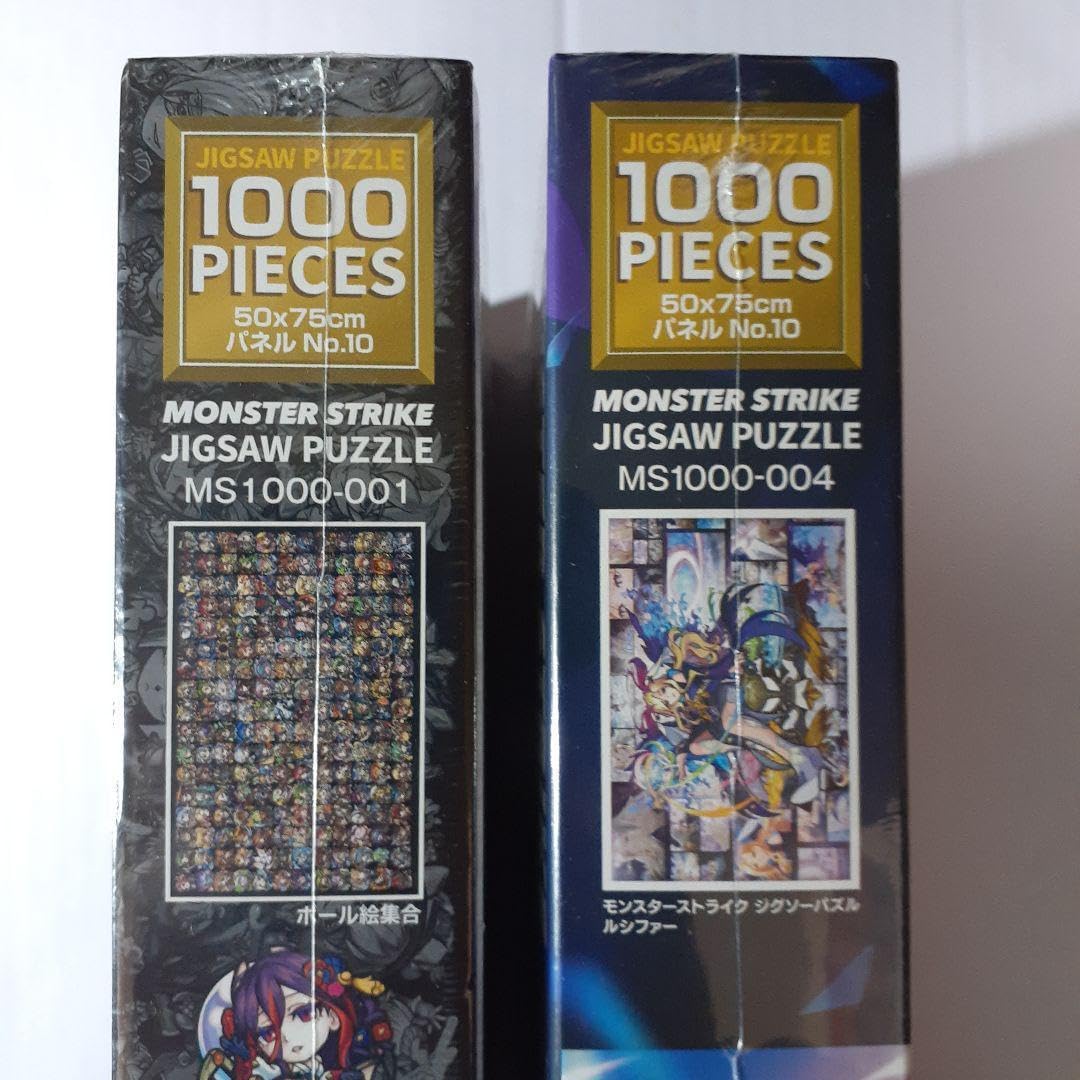 JIGSAW PUZZLE
1000
PIECES
50x75cm
パネル No.10
MONSTER STRIKE
JIGSAW PUZZLE
MS1000-001
ボール絵集合
JIGSAW PUZZLE
1000
PIECES
50x75cm
パネル No.10
MONSTER STRIKE
JIGSAW PUZZLE
MS1000-004
モンスターストライク ジグソーパズル
ルシファー